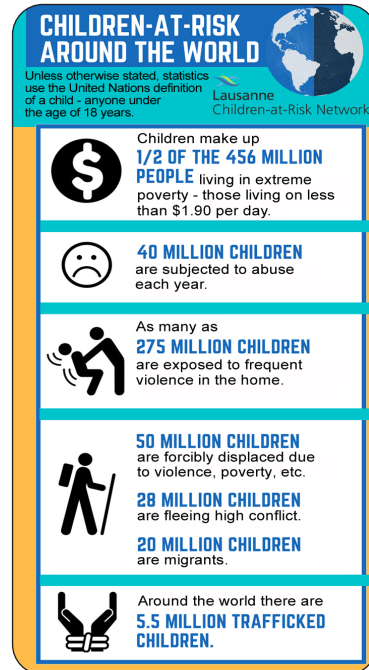 CHILDREN-AT-RISK
AROUND THE WORLD
Unless otherwise stated, statistics
use the United Nations definition
of a child - anyone under
the age of 18 years.
Lausanne
Children-at-Risk Network
$
Children make up
1/2 OF THE 456 MILLION
PEOPLE living in extreme
poverty - those living on less
than $1.90 per day.
40 MILLION CHILDREN
are subjected to abuse
each year.
As many as
275 MILLION CHILDREN
are exposed to frequent
violence in the home.
50 MILLION CHILDREN
are forcibly displaced due
to violence, poverty, etc.
28 MILLION CHILDREN
are fleeing high conflict.
20 MILLION CHILDREN
are migrants.
Around the world there are
5.5 MILLION TRAFFICKED
CHILDREN.